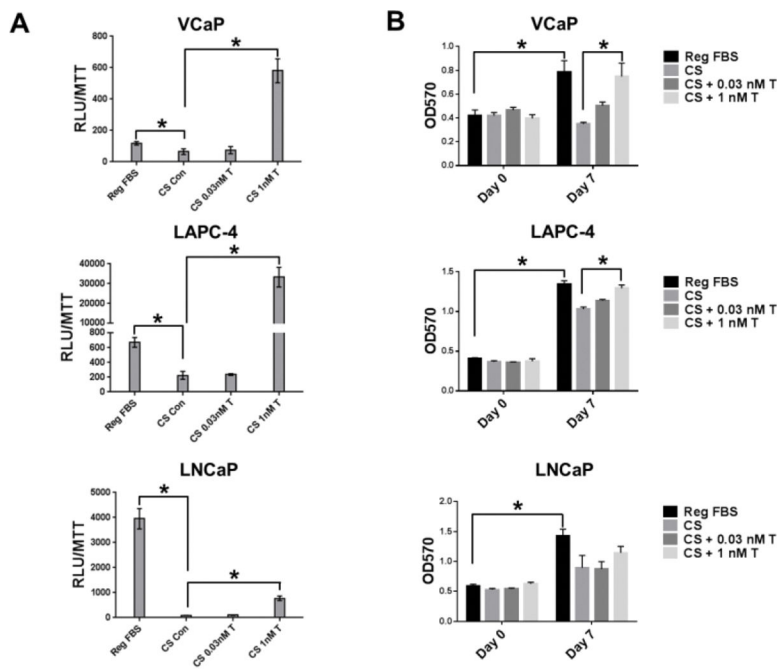 A
VCaP
RLU/MTT
800
600
400
200
0
*
*
Reg FBS
CS Con
CS 0.03nM T
CS 1nM T
LAPC-4
RLU/MTT
40000
30000
20000
10000
800
600
400
200
0
*
*
Reg FBS
CS Con
CS 0.03nM T
CS 1nM T
LNCaP
RLU/MTT
5000
4000
3000
2000
1000
0
*
*
Reg FBS
CS Con
CS 0.03nM T
CS 1nM T
B
VCaP
OD570
1.0
0.8
0.6
0.4
0.2
0.0
*
*
Day 0
Day 7
Reg FBS
CS
CS + 0.03 nM T
CS + 1 nM T
LAPC-4
OD570
1.5
1.0
0.5
0.0
*
*
Day 0
Day 7
Reg FBS
CS
CS + 0.03 nM T
CS + 1 nM T
LNCaP
OD570
2.0
1.5
1.0
0.5
0.0
*
Day 0
Day 7
Reg FBS
CS
CS + 0.03 nM T
CS + 1 nM T